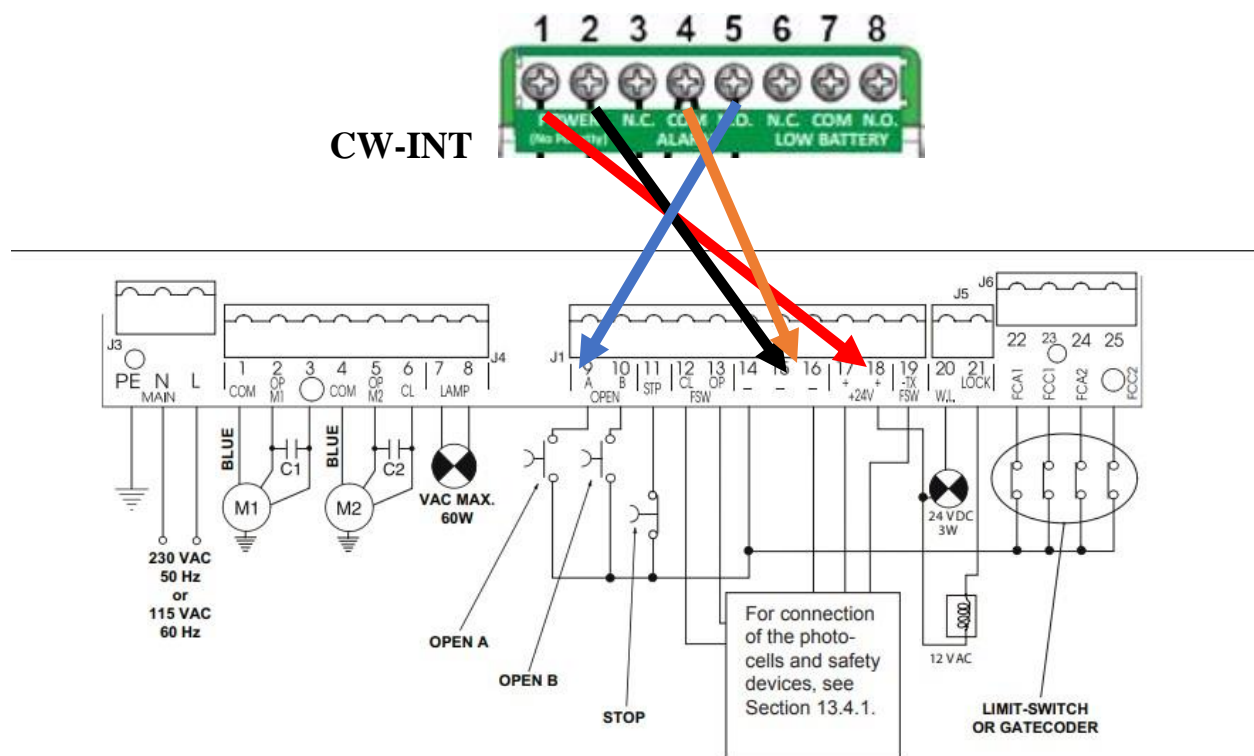 1 2 3 4 5 6 7 8
POWER N.C. COM N.O. N.C. COM N.O.
(No Polarity) ALARM LOW BATTERY
CW-INT
J3
J4
J1
J5
J6
PE N L
MAIN
1 2 3 4 5 6 7 8
COM OP M1 COM OP M2 CL LAMP
9 10 11 12 13 14 15 16 17 18 19 20 21
A B STP CL OP – – – + + -TX LOCK
OPEN FSW +24V FSW W.L.
22 23 24 25
FCA1 FCC1 FCA2 FCC2
BLUE
BLUE
C1
C2
M1
M2
VAC MAX.
60W
230 VAC
50 Hz
or
115 VAC
60 Hz
OPEN A
OPEN B
STOP
For connection
of the photo-
cells and safety
devices, see
Section 13.4.1.
24 VDC
3W
12 VAC
LIMIT-SWITCH
OR GATECODER